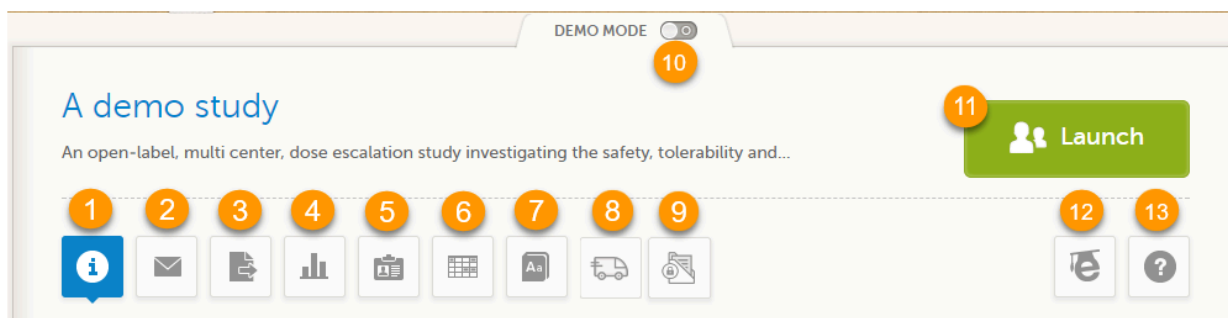 DEMO MODE
10
A demo study
11
Launch
An open-label, multi center, dose escalation study investigating the safety, tolerability and...
1 2 3 4 5 6 7 8 9 12 13
i Aa e ?